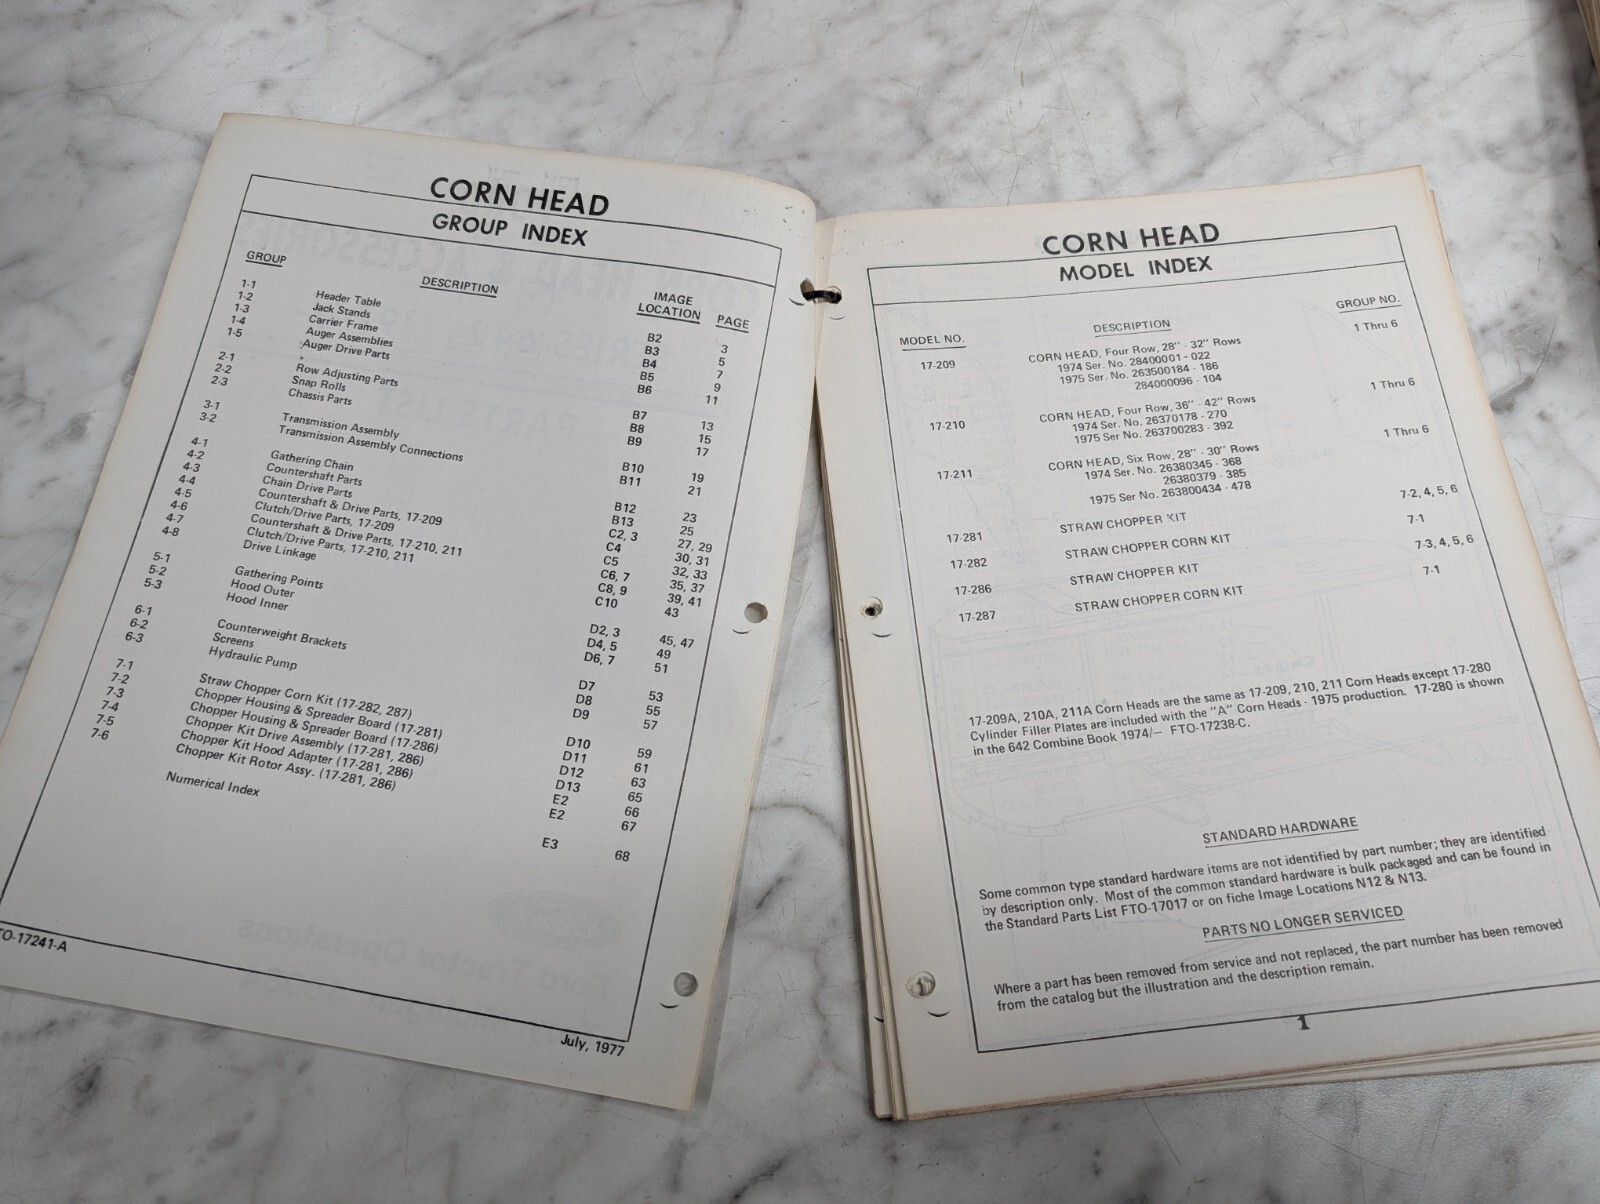 CORN HEAD
GROUP INDEX
GROUP DESCRIPTION IMAGE LOCATION PAGE
1-1 Header Table B2 3
1-2 Jack Stands B3 5
1-3 Carrier Frame B4 7
1-4 Auger Assemblies B5 9
1-5 Auger Drive Parts B6 11
2-1 Row Adjusting Parts B7 13
2-2 Snap Rolls B8 15
2-3 Chassis Parts B9 17
3-1 Transmission Assembly B10 19
3-2 Transmission Assembly Connections B11 21
4-1 Gathering Chain B12 23
4-2 Countershaft Parts B13 25
4-3 Chain Drive Parts C2, 3 27, 29
4-4 Countershaft & Drive Parts, 17-209 C4 30, 31
4-5 Clutch/Drive Parts, 17-209 C5 32, 33
4-6 Countershaft & Drive Parts, 17-210, 211 C6, 7 35, 37
4-7 Clutch/Drive Parts, 17-210, 211 C8, 9 39, 41
4-8 Drive Linkage C10 43
5-1 Gathering Points D2, 3 45, 47
5-2 Hood Outer D4, 5 49
5-3 Hood Inner D6, 7 51
6-1 Counterweight Brackets D7 53
6-2 Screens D8 55
6-3 Hydraulic Pump D9 57
7-1 Straw Chopper Corn Kit (17-282, 287) D10 59
7-2 Chopper Housing & Spreader Board (17-281) D11 61
7-3 Chopper Housing & Spreader Board (17-286) D12 63
7-4 Chopper Kit Drive Assembly (17-281, 286) D13 65
7-5 Chopper Kit Hood Adapter (17-281, 286) E2 66
7-6 Chopper Kit Rotor Assy. (17-281, 286) E2 67
Numerical Index E3 68
TO-17241-A
July, 1977
CORN HEAD
MODEL INDEX
MODEL NO. DESCRIPTION GROUP NO.
17-209 CORN HEAD, Four Row, 28" - 32" Rows 1 Thru 6
1974 Ser. No. 28400001 - 022
1975 Ser. No. 263500184 - 186
284000096 - 104
17-210 CORN HEAD, Four Row, 36" - 42" Rows 1 Thru 6
1974 Ser. No. 26370178 - 270
1975 Ser. No. 263700283 - 392
17-211 CORN HEAD, Six Row, 28" - 30" Rows 1 Thru 6
1974 Ser. No. 26380345 - 368
26380379 - 385
1975 Ser No. 263800434 - 478
17-281 STRAW CHOPPER KIT 7-2, 4, 5, 6
17-282 STRAW CHOPPER CORN KIT 7-1
17-286 STRAW CHOPPER KIT 7-3, 4, 5, 6
17-287 STRAW CHOPPER CORN KIT 7-1
17-209A, 210A, 211A Corn Heads are the same as 17-209, 210, 211 Corn Heads except 17-280
Cylinder Filler Plates are included with the "A" Corn Heads - 1975 production. 17-280 is shown
in the 642 Combine Book 1974/— FTO-17238-C.
STANDARD HARDWARE
Some common type standard hardware items are not identified by part number; they are identified
by description only. Most of the common standard hardware is bulk packaged and can be found in
the Standard Parts List FTO-17017 or on fiche Image Locations N12 & N13.
PARTS NO LONGER SERVICED
Where a part has been removed from service and not replaced, the part number has been removed
from the catalog but the illustration and the description remain.
1